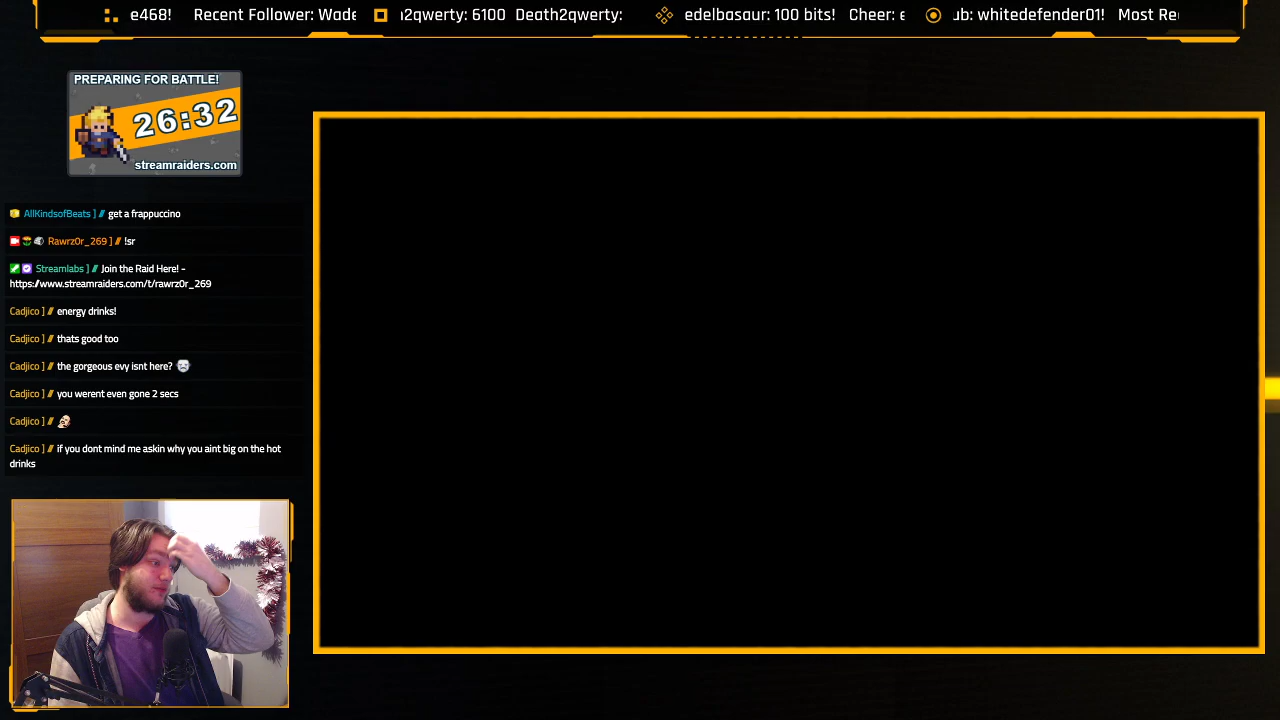 e468! Recent Follower: Wade
12qwerty: 6100 Death2qwerty:
edelbasaur: 100 bits! Cheer: e
ub: whitedefender01! Most Re
PREPARING FOR BATTLE!
26:32
streamraiders.com
AllKindsofBeats ] // get a frappuccino
Rawrz0r_269 ] // !sr
Streamlabs ] // Join the Raid Here! -
https://www.streamraiders.com/t/rawrz0r_269
Cadjico ] // energy drinks!
Cadjico ] // thats good too
Cadjico ] // the gorgeous evy isnt here?
Cadjico ] // you werent even gone 2 secs
Cadjico ] //
Cadjico ] // if you dont mind me askin why you aint big on the hot
drinks